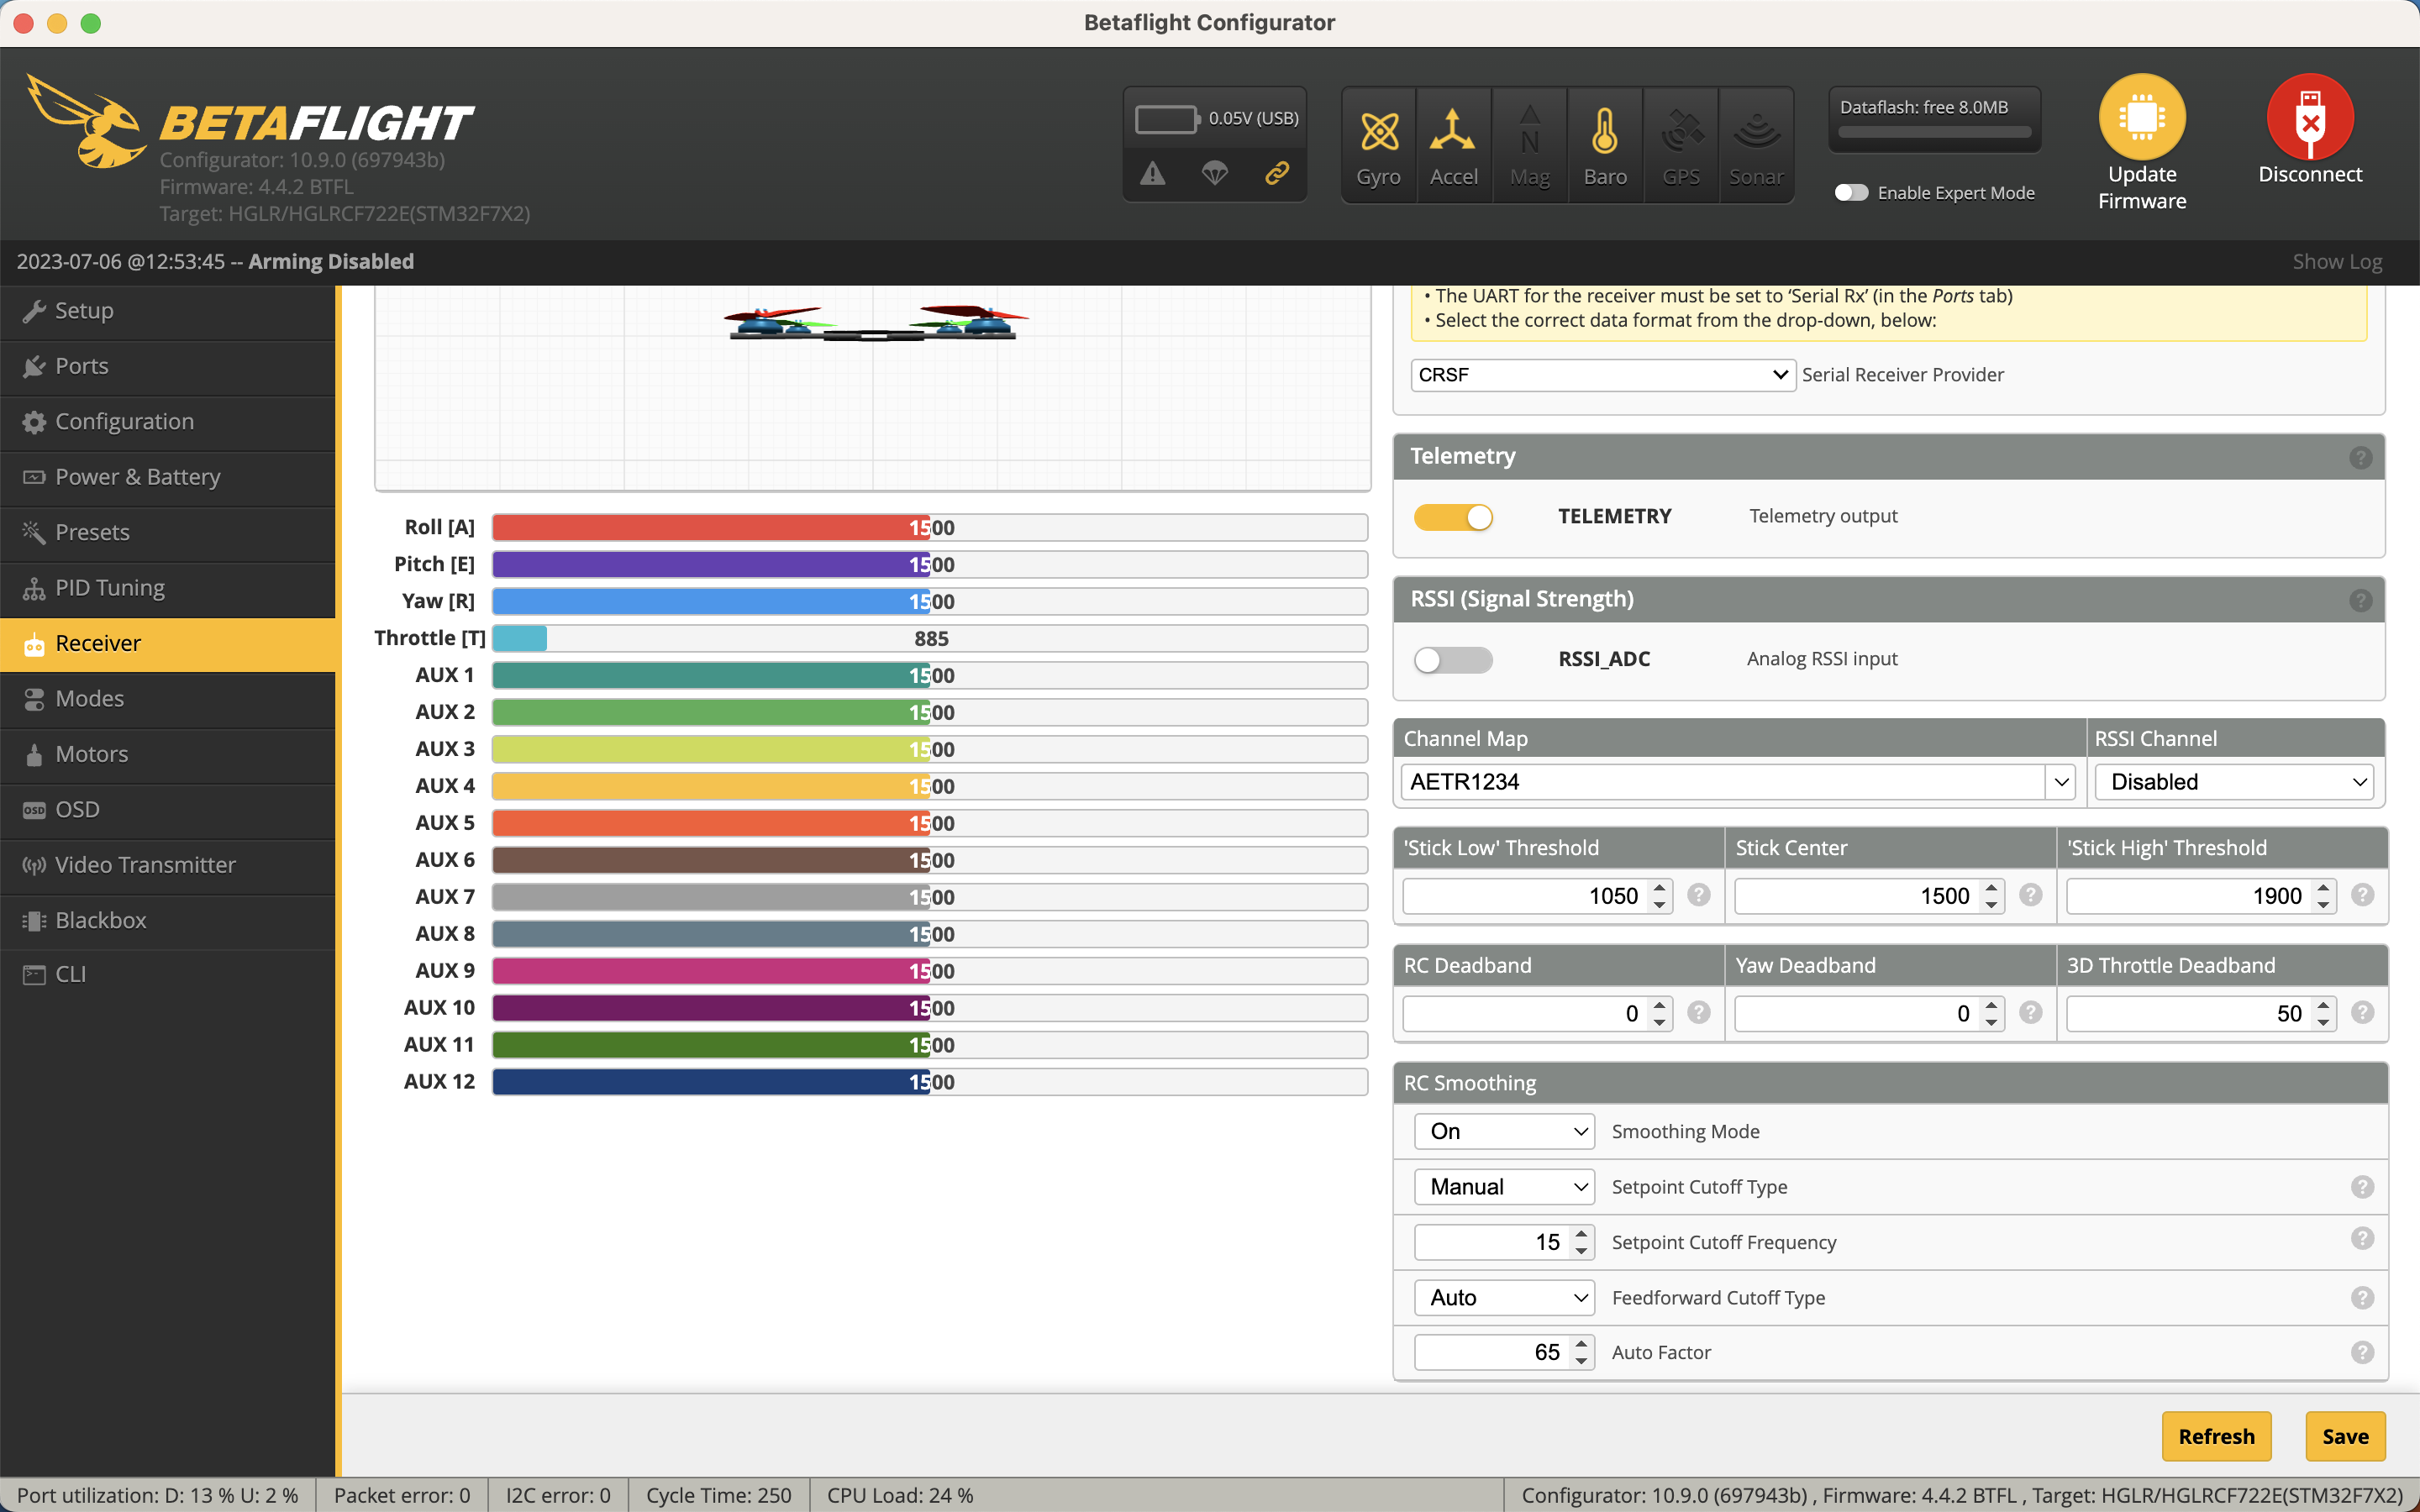 Betaflight Configurator
BETAFLIGHT
Configurator: 10.9.0 (697943b)
Firmware: 4.4.2 BTFL
Target: HGLR/HGLRCF722E(STM32F7X2)
0.05V (USB)
Gyro
Accel
N
Mag
Baro
GPS
Sonar
Dataflash: free 8.0MB
Enable Expert Mode
Update
Firmware
Disconnect
2023-07-06 @12:53:45 -- Arming Disabled
Show Log
Setup
Ports
Configuration
Power & Battery
Presets
PID Tuning
Receiver
Modes
Motors
OSD OSD
Video Transmitter
Blackbox
CLI
Roll [A] 1500
Pitch [E] 1500
Yaw [R] 1500
Throttle [T] 885
AUX 1 1500
AUX 2 1500
AUX 3 1500
AUX 4 1500
AUX 5 1500
AUX 6 1500
AUX 7 1500
AUX 8 1500
AUX 9 1500
AUX 10 1500
AUX 11 1500
AUX 12 1500
• The UART for the receiver must be set to ‘Serial Rx’ (in the Ports tab)
• Select the correct data format from the drop-down, below:
CRSF Serial Receiver Provider
Telemetry ?
TELEMETRY Telemetry output
RSSI (Signal Strength) ?
RSSI_ADC Analog RSSI input
Channel Map RSSI Channel
AETR1234 Disabled
'Stick Low' Threshold Stick Center 'Stick High' Threshold
1050 ? 1500 ? 1900 ?
RC Deadband Yaw Deadband 3D Throttle Deadband
0 ? 0 ? 50 ?
RC Smoothing
On Smoothing Mode
Manual Setpoint Cutoff Type ?
15 Setpoint Cutoff Frequency ?
Auto Feedforward Cutoff Type ?
65 Auto Factor ?
Refresh Save
Port utilization: D: 13 % U: 2 % Packet error: 0 I2C error: 0 Cycle Time: 250 CPU Load: 24 % Configurator: 10.9.0 (697943b) , Firmware: 4.4.2 BTFL , Target: HGLR/HGLRCF722E(STM32F7X2)